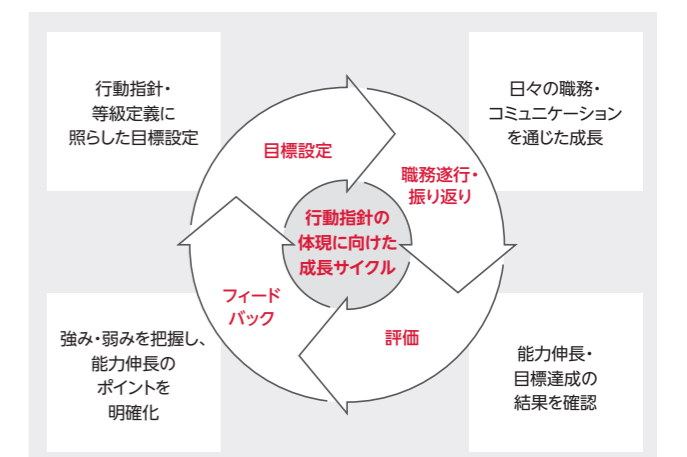 行動指針・
等級定義に
照らした目標設定
日々の職務・
コミュニケーション
を通じた成長
目標設定
職務遂行・
振り返り
行動指針の
体現に向けた
成長サイクル
フィード
バック
評価
強み・弱みを把握し、
能力伸長の
ポイントを
明確化
能力伸長・
目標達成の
結果を確認